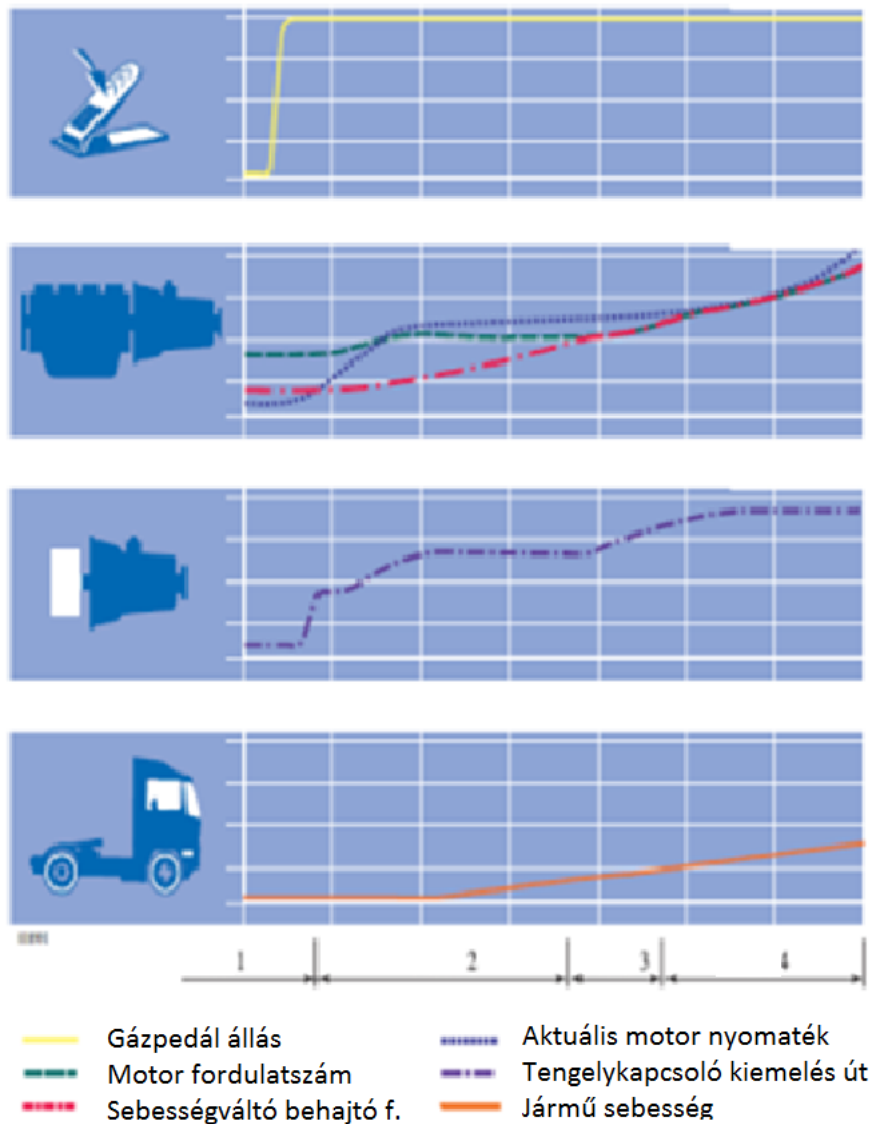 1 2 3 4
Gázpedál állás
Motor fordulatszám
Sebességváltó behajtó f.
Aktuális motor nyomaték
Tengelykapcsoló kiemelés út
Jármű sebesség